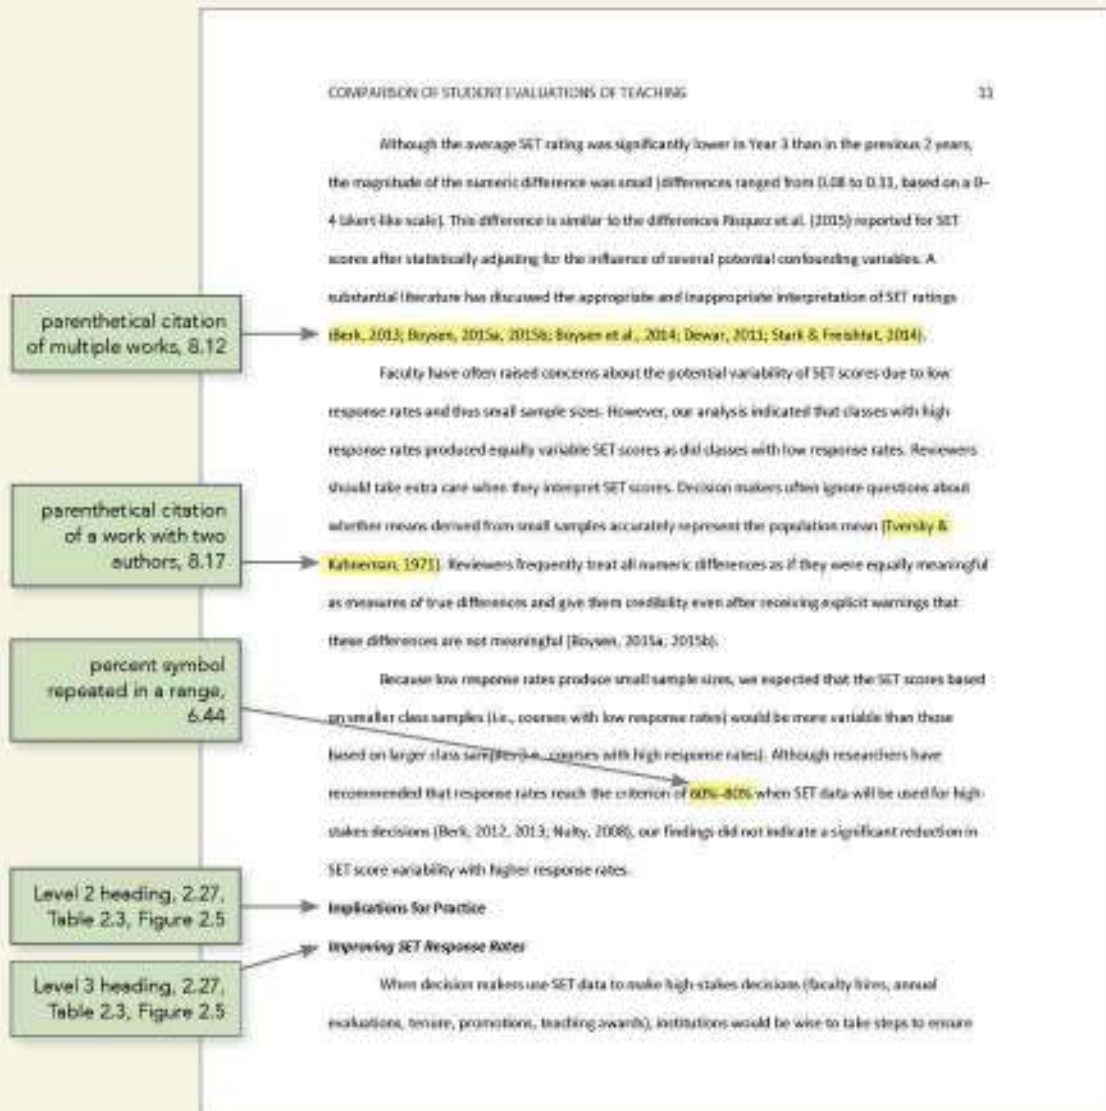 COMPARISON OF STUDENT EVALUATIONS OF TEACHING 11
Although the average SET rating was significantly lower in Year 3 than in the previous 2 years,
the magnitude of the numeric difference was small (differences ranged from 0.08 to 0.11, based on a 0–
4 Likert-like scale). This difference is similar to the differences Risquez et al. (2015) reported for SET
scores after statistically adjusting for the influence of several potential confounding variables. A
substantial literature has discussed the appropriate and inappropriate interpretation of SET ratings
parenthetical citation
of multiple works, 8.12
(Berk, 2013; Boysen, 2015a, 2015b; Boysen et al., 2014; Dewar, 2011; Stark & Freishtat, 2014).
Faculty have often raised concerns about the potential variability of SET scores due to low
response rates and thus small sample sizes. However, our analysis indicated that classes with high
response rates produced equally variable SET scores as did classes with low response rates. Reviewers
should take extra care when they interpret SET scores. Decision makers often ignore questions about
whether means derived from small samples accurately represent the population mean (Tversky &
parenthetical citation
of a work with two
authors, 8.17
Kahneman, 1971). Reviewers frequently treat all numeric differences as if they were equally meaningful
as measures of true differences and give them credibility even after receiving explicit warnings that
these differences are not meaningful (Boysen, 2015a, 2015b).
percent symbol
repeated in a range,
6.44
Because low response rates produce small sample sizes, we expected that the SET scores based
on smaller class samples (i.e., courses with low response rates) would be more variable than those
based on larger class samples (i.e., courses with high response rates). Although researchers have
recommended that response rates reach the criterion of 60%–80% when SET data will be used for high-
stakes decisions (Berk, 2012, 2013; Nulty, 2008), our findings did not indicate a significant reduction in
SET score variability with higher response rates.
Level 2 heading, 2.27,
Table 2.3, Figure 2.5
Implications for Practice
Level 3 heading, 2.27,
Table 2.3, Figure 2.5
Improving SET Response Rates
When decision makers use SET data to make high-stakes decisions (faculty hires, annual
evaluations, tenure, promotions, teaching awards), institutions would be wise to take steps to ensure